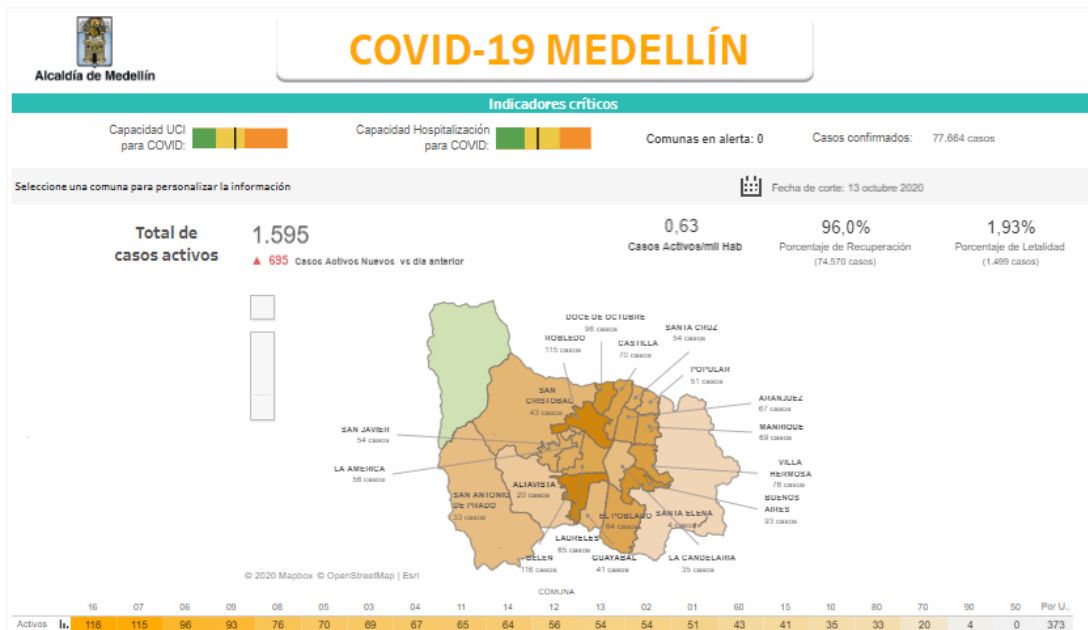 Alcaldía de Medellín
COVID-19 MEDELLÍN
Indicadores críticos
Capacidad UCI
para COVID:
Capacidad Hospitalización
para COVID:
Comunas en alerta: 0
Casos confirmados: 77.664 casos
Seleccione una comuna para personalizar la información
Fecha de corte: 13 octubre 2020
Total de
casos activos
1.595
▲ 695 Casos Activos Nuevos vs dia anterior
0,63
Casos Activos/mil Hab
96,0%
Porcentaje de Recuperación
(74.570 casos)
1,93%
Porcentaje de Letalidad
(1.499 casos)
DOCE DE OCTUBRE
96 casos
SANTA CRUZ
54 casos
ROBLEDO
115 casos
CASTILLA
70 casos
POPULAR
51 casos
SAN
CRISTOBAL
43 casos
ARANJUEZ
67 casos
SAN JAVIER
54 casos
MANRIQUE
69 casos
LA AMERICA
56 casos
VILLA
HERMOSA
76 casos
ALTAVISTA
20 casos
SAN ANTONIO
DE PRADO
33 casos
BUENOS
AIRES
93 casos
EL POBLADO
64 casos
SANTA ELENA
4 casos
LAURELES
65 casos
BELEN
116 casos
GUAYABAL
41 casos
LA CANDELARIA
35 casos
© 2020 Mapbox © OpenStreetMap | Esri
COMUNA
16 07 06 09 08 05 03 04 11 14 12 13 02 01 60 15 10 80 70 90 50 Por U..
Activos 116 115 96 93 76 70 69 67 65 64 56 54 54 51 43 41 35 33 20 4 0 373